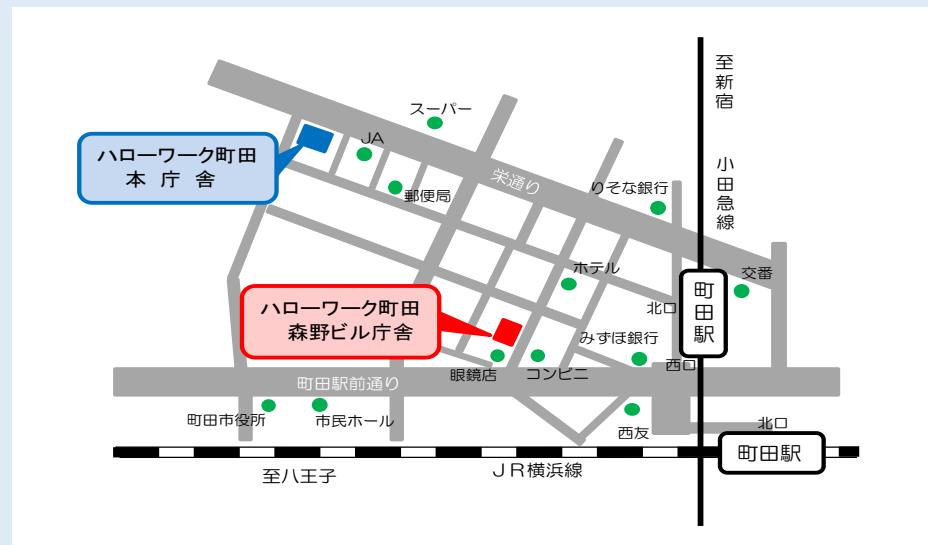 至新宿
小田急線
スーパー
JA
ハローワーク町田
本 庁 舎
郵便局
栄通り
りそな銀行
ホテル
交番
町田駅
北口
ハローワーク町田
森野ビル庁舎
みずほ銀行
西口
眼鏡店
コンビニ
町田駅前通り
町田市役所
市民ホール
西友
北口
町田駅
至八王子
JR横浜線